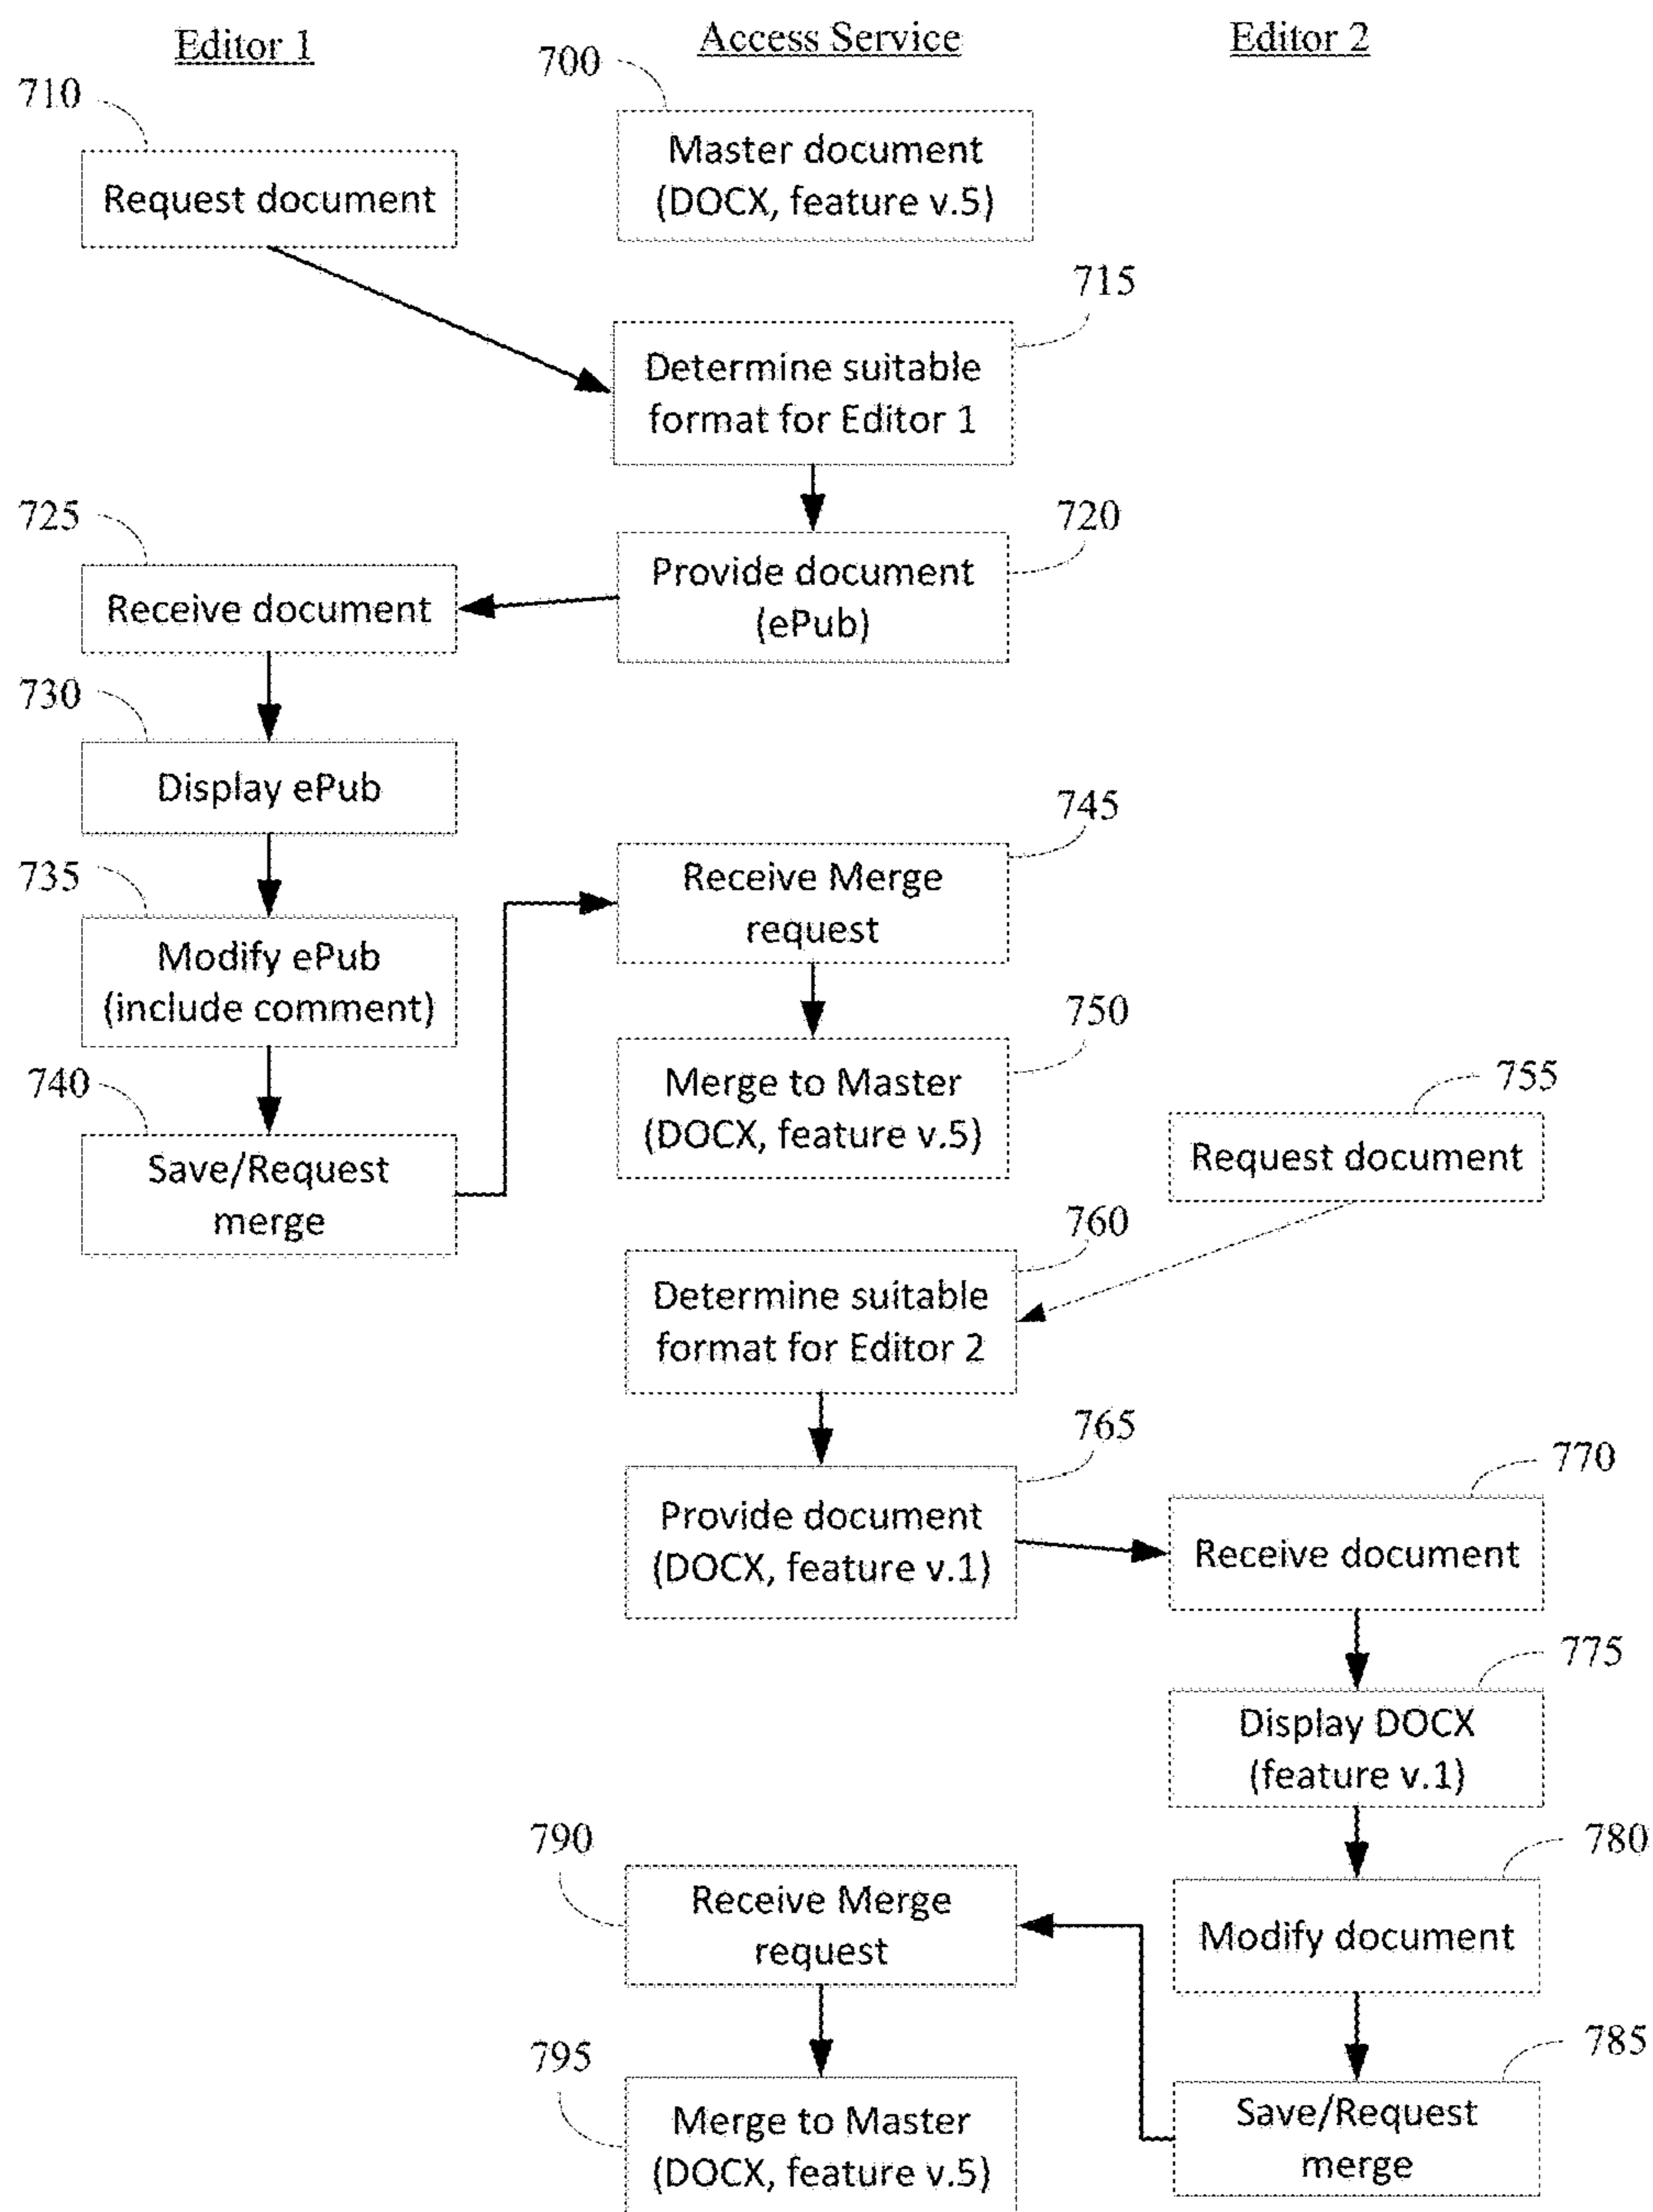 Editor 1
Access Service
Editor 2
700
710
Master document
(DOCX, feature v.5)
Request document
715
Determine suitable
format for Editor 1
720
725
Provide document
(ePub)
Receive document
730
Display ePub
745
735
Receive Merge
request
Modify ePub
(include comment)
750
740
Merge to Master
(DOCX, feature v.5)
755
Request document
Save/Request
merge
760
Determine suitable
format for Editor 2
765
770
Provide document
(DOCX, feature v.1)
Receive document
775
Display DOCX
(feature v.1)
790
780
Receive Merge
request
Modify document
795
785
Merge to Master
(DOCX, feature v.5)
Save/Request
merge